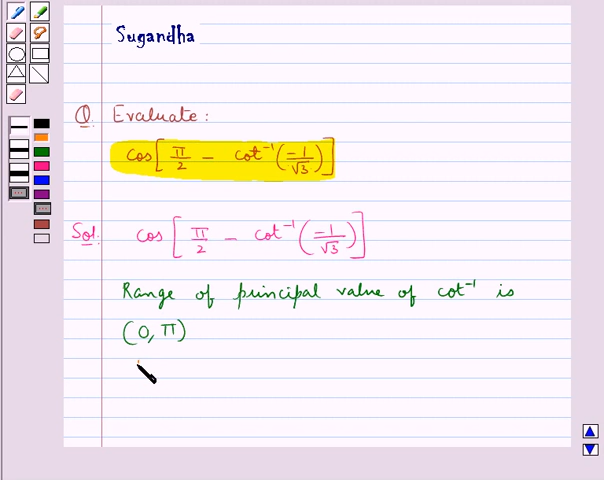 Sugandha
Q. Evaluate:
cos[π/2 − cot⁻¹(−1/√3)]
Sol. cos[π/2 − cot⁻¹(−1/√3)]
Range of principal value of cot⁻¹ is
(0, π)